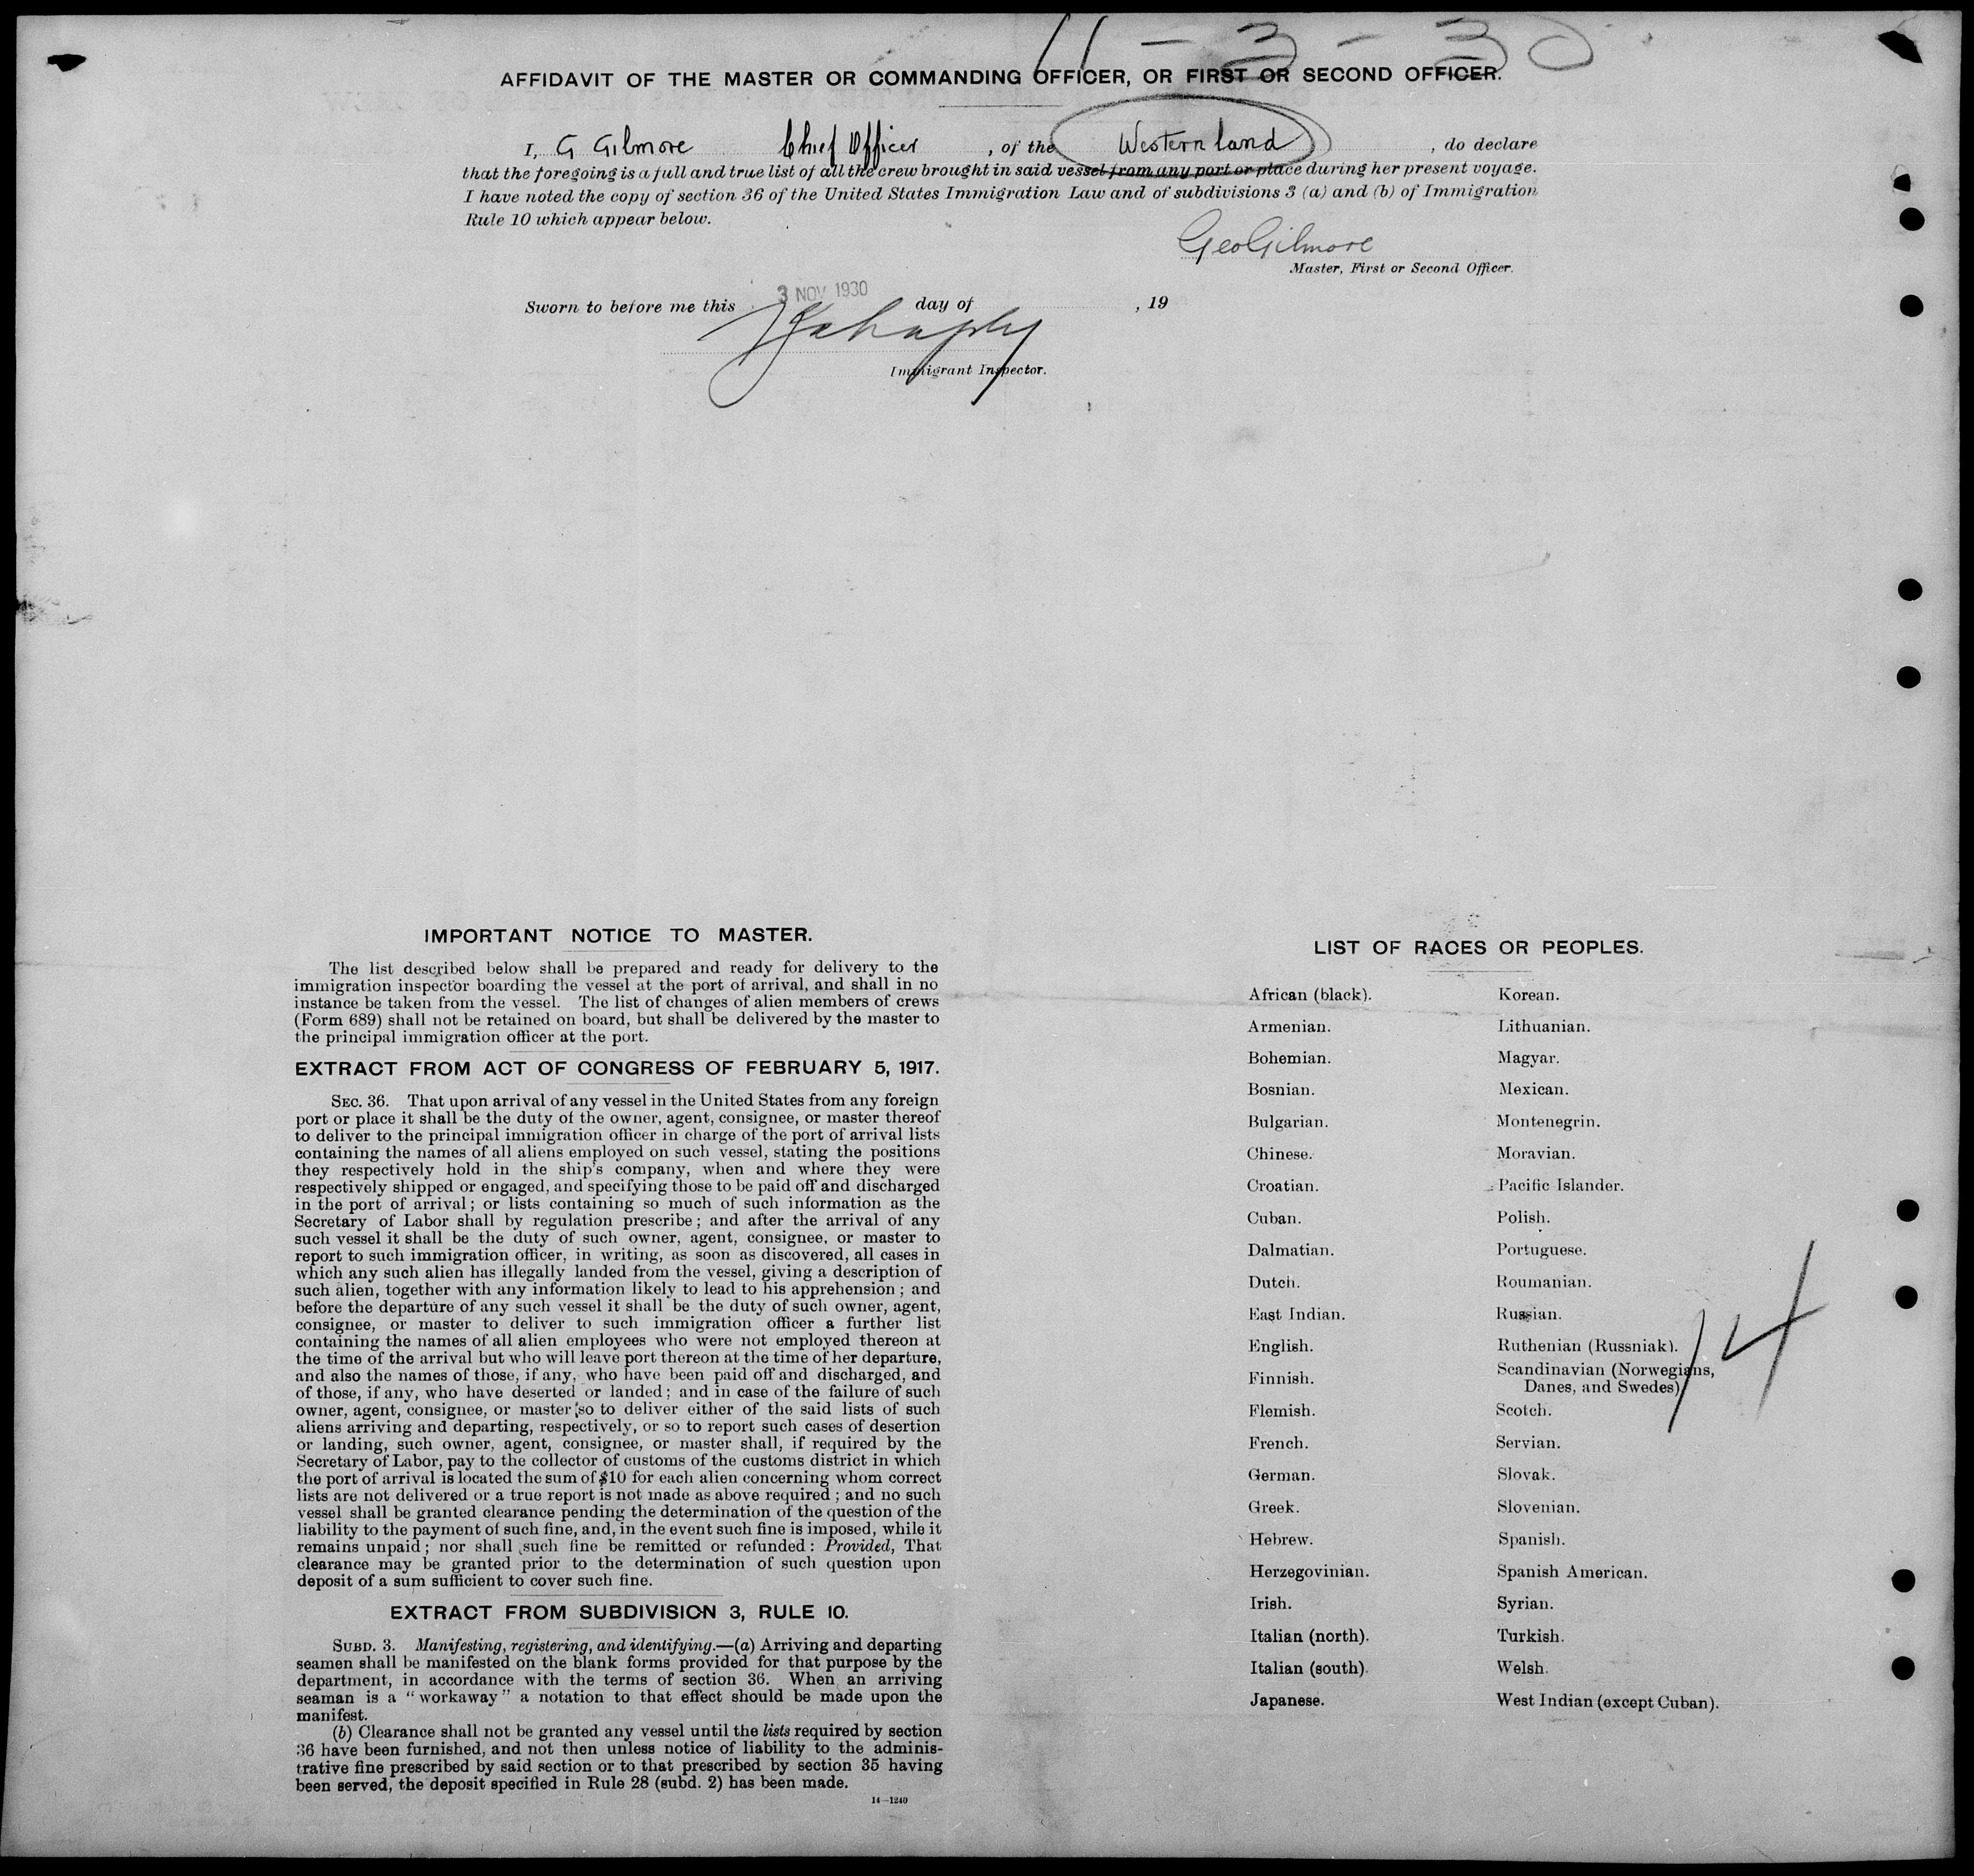 11-3-30
AFFIDAVIT OF THE MASTER OR COMMANDING OFFICER, OR FIRST OR SECOND OFFICER.
I, G Gilmore Chief Officer , of the Westernland , do declare
that the foregoing is a full and true list of all the crew brought in said vessel from any port or place during her present voyage.
I have noted the copy of section 36 of the United States Immigration Law and of subdivisions 3 (a) and (b) of Immigration
Rule 10 which appear below.
Geo Gilmore
Master, First or Second Officer.
Sworn to before me this 3 NOV 1930 day of , 19
Immigrant Inspector.
IMPORTANT NOTICE TO MASTER.
The list described below shall be prepared and ready for delivery to the
immigration inspector boarding the vessel at the port of arrival, and shall in no
instance be taken from the vessel. The list of changes of alien members of crews
(Form 689) shall not be retained on board, but shall be delivered by the master to
the principal immigration officer at the port.
EXTRACT FROM ACT OF CONGRESS OF FEBRUARY 5, 1917.
SEC. 36. That upon arrival of any vessel in the United States from any foreign
port or place it shall be the duty of the owner, agent, consignee, or master thereof
to deliver to the principal immigration officer in charge of the port of arrival lists
containing the names of all aliens employed on such vessel, stating the positions
they respectively hold in the ship's company, when and where they were
respectively shipped or engaged, and specifying those to be paid off and discharged
in the port of arrival; or lists containing so much of such information as the
Secretary of Labor shall by regulation prescribe; and after the arrival of any
such vessel it shall be the duty of such owner, agent, consignee, or master to
report to such immigration officer, in writing, as soon as discovered, all cases in
which any such alien has illegally landed from the vessel, giving a description of
such alien, together with any information likely to lead to his apprehension; and
before the departure of any such vessel it shall be the duty of such owner, agent,
consignee, or master to deliver to such immigration officer a further list
containing the names of all alien employees who were not employed thereon at
the time of the arrival but who will leave port thereon at the time of her departure,
and also the names of those, if any, who have been paid off and discharged, and
of those, if any, who have deserted or landed; and in case of the failure of such
owner, agent, consignee, or master so to deliver either of the said lists of such
aliens arriving and departing, respectively, or so to report such cases of desertion
or landing, such owner, agent, consignee, or master shall, if required by the
Secretary of Labor, pay to the collector of customs of the customs district in which
the port of arrival is located the sum of $10 for each alien concerning whom correct
lists are not delivered or a true report is not made as above required; and no such
vessel shall be granted clearance pending the determination of the question of the
liability to the payment of such fine, and, in the event such fine is imposed, while it
remains unpaid; nor shall such fine be remitted or refunded: Provided, That
clearance may be granted prior to the determination of such question upon
deposit of a sum sufficient to cover such fine.
EXTRACT FROM SUBDIVISION 3, RULE 10.
SUBD. 3. Manifesting, registering, and identifying.—(a) Arriving and departing
seamen shall be manifested on the blank forms provided for that purpose by the
department, in accordance with the terms of section 36. When an arriving
seaman is a "workaway" a notation to that effect should be made upon the
manifest.
(b) Clearance shall not be granted any vessel until the lists required by section
36 have been furnished, and not then unless notice of liability to the adminis-
trative fine prescribed by said section or to that prescribed by section 35 having
been served, the deposit specified in Rule 28 (subd. 2) has been made.
14—1240
LIST OF RACES OR PEOPLES.
African (black). Korean.
Armenian. Lithuanian.
Bohemian. Magyar.
Bosnian. Mexican.
Bulgarian. Montenegrin.
Chinese. Moravian.
Croatian. Pacific Islander.
Cuban. Polish.
Dalmatian. Portuguese.
Dutch. Roumanian.
East Indian. Russian.
English. Ruthenian (Russniak).
Finnish. Scandinavian (Norwegians,
Danes, and Swedes)
Flemish. Scotch.
French. Servian.
German. Slovak.
Greek. Slovenian.
Hebrew. Spanish.
Herzegovinian. Spanish American.
Irish. Syrian.
Italian (north). Turkish.
Italian (south). Welsh.
Japanese. West Indian (except Cuban).
14